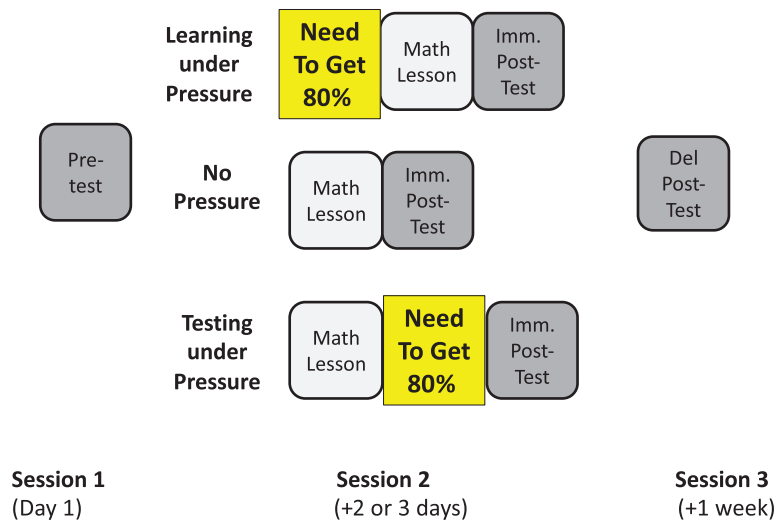 Learning
under
Pressure
Need
To Get
80%
Math
Lesson
Imm.
Post-
Test
Pre-
test
No
Pressure
Math
Lesson
Imm.
Post-
Test
Del
Post-
Test
Testing
under
Pressure
Math
Lesson
Need
To Get
80%
Imm.
Post-
Test
Session 1
(Day 1)
Session 2
(+2 or 3 days)
Session 3
(+1 week)